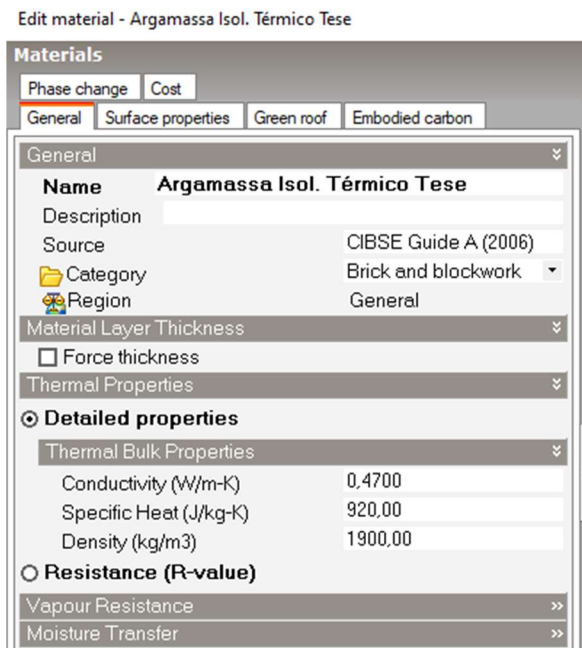 Edit material - Argamassa Isol. Térmico Tese
Materials
Phase change Cost
General Surface properties Green roof Embodied carbon
General
Name Argamassa Isol. Térmico Tese
Description
Source CIBSE Guide A (2006)
Category Brick and blockwork
Region General
Material Layer Thickness
Force thickness
Thermal Properties
Detailed properties
Thermal Bulk Properties
Conductivity (W/m-K) 0,4700
Specific Heat (J/kg-K) 920,00
Density (kg/m3) 1900,00
Resistance (R-value)
Vapour Resistance
Moisture Transfer